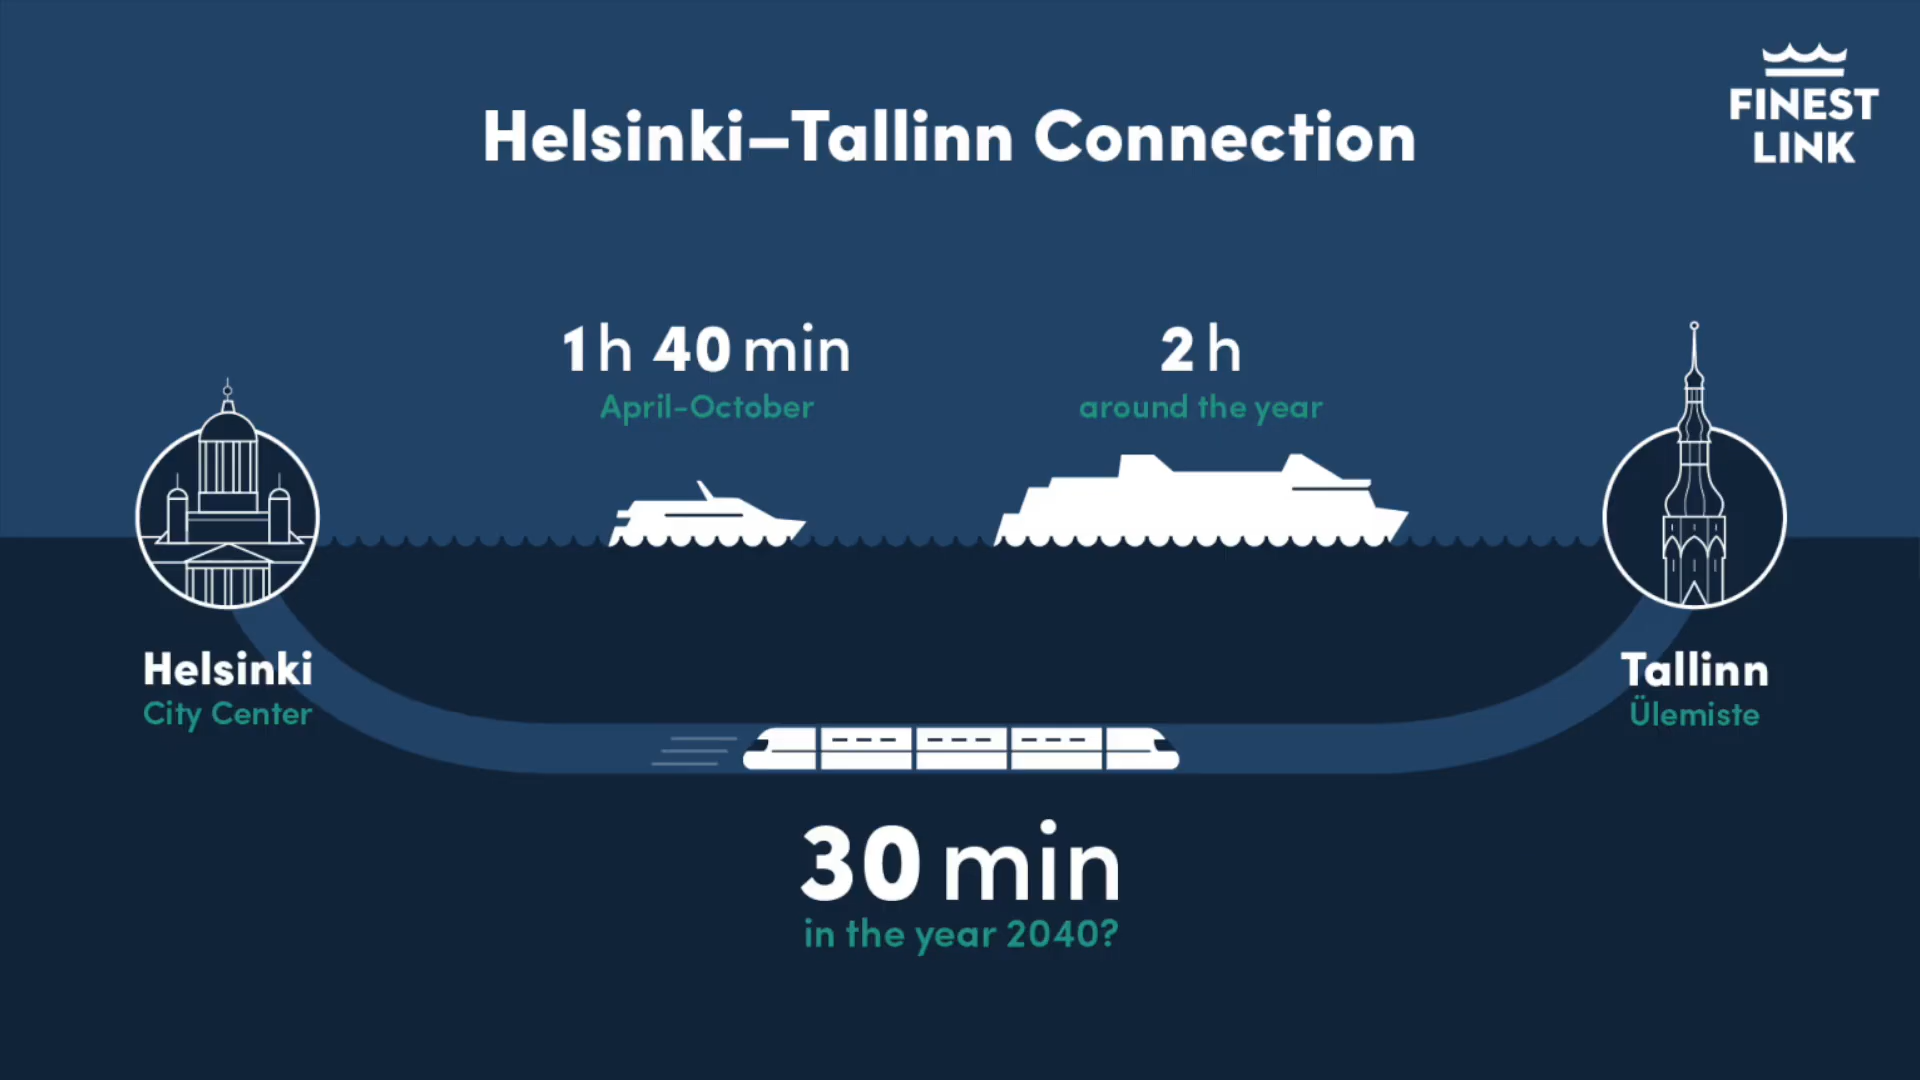 Helsinki–Tallinn Connection
FINEST
LINK
1 h 40 min
April–October
2 h
around the year
Helsinki
City Center
Tallinn
Ülemiste
30 min
in the year 2040?